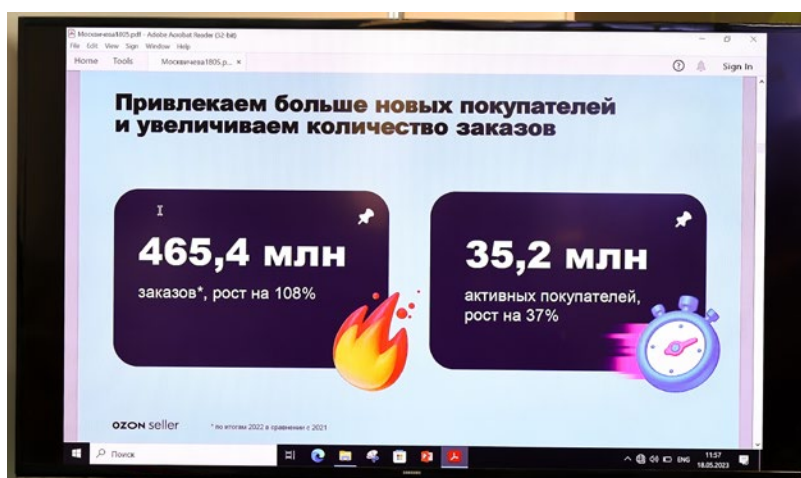 Москвичева1805.pdf - Adobe Acrobat Reader (32-bit)
File Edit View Sign Window Help
Home Tools Москвичева1805.p... ×
Sign In
Привлекаем больше новых покупателей
и увеличиваем количество заказов
465,4 млн
заказов*, рост на 108%
35,2 млн
активных покупателей,
рост на 37%
ozon seller
* по итогам 2022 в сравнении с 2021
Поиск
ENG
11:57
18.05.2023